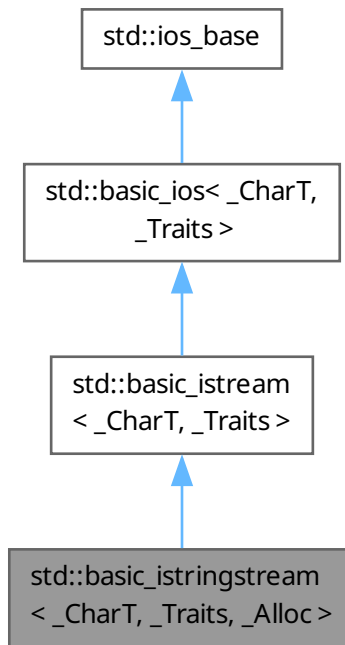 std::ios_base
std::basic_ios< _CharT,
_Traits >
std::basic_istream
< _CharT, _Traits >
std::basic_istringstream
< _CharT, _Traits, _Alloc >